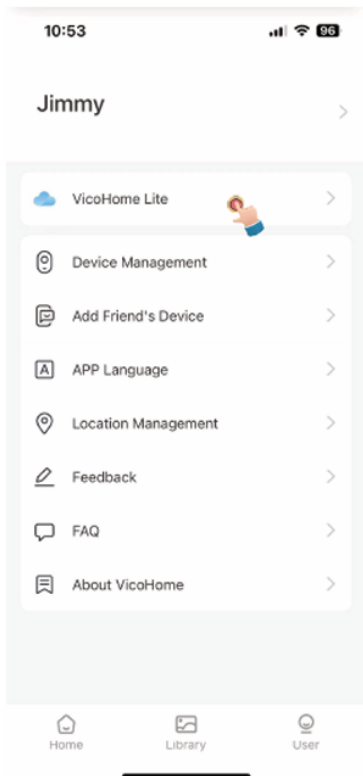 10:53
96
Jimmy
VicoHome Lite
Device Management
Add Friend's Device
APP Language
Location Management
Feedback
FAQ
About VicoHome
Home
Library
User